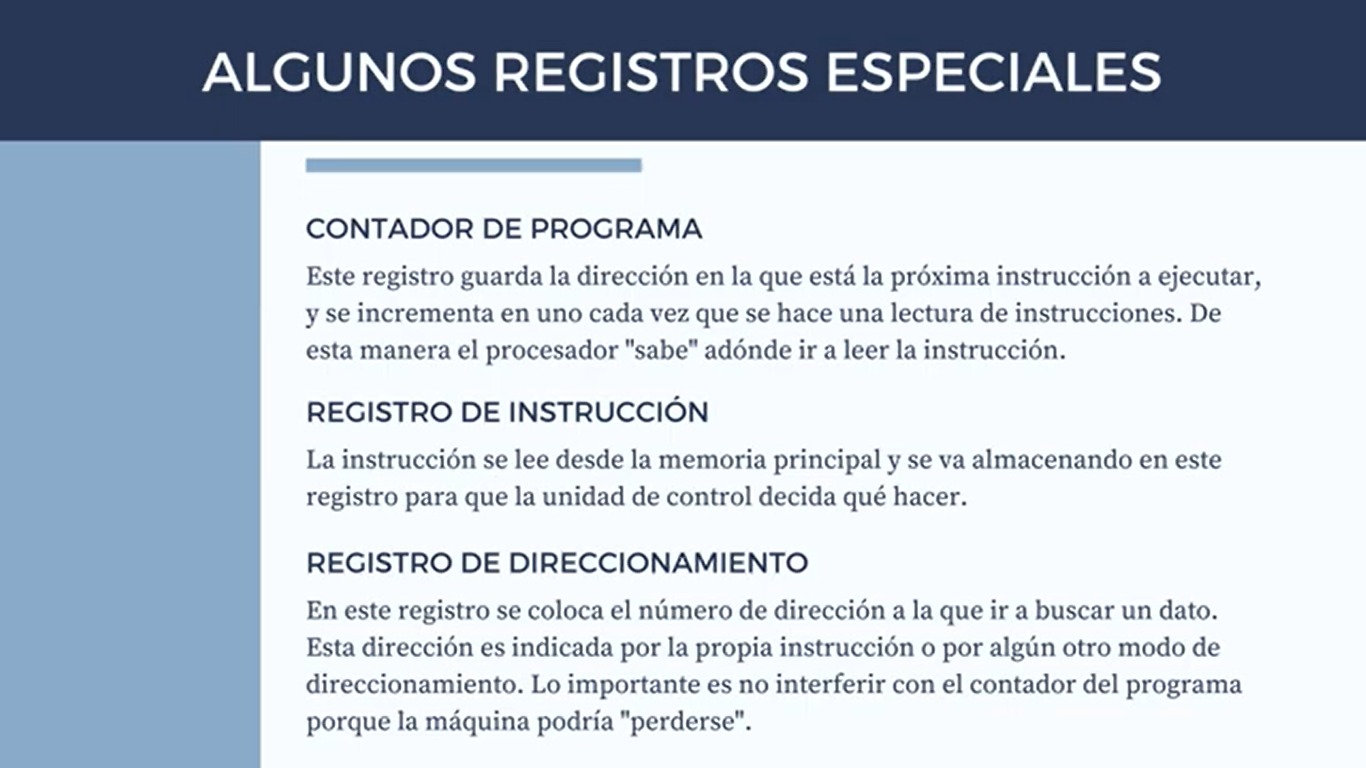 ALGUNOS REGISTROS ESPECIALES
CONTADOR DE PROGRAMA
Este registro guarda la dirección en la que está la próxima instrucción a ejecutar,
y se incrementa en uno cada vez que se hace una lectura de instrucciones. De
esta manera el procesador "sabe" adónde ir a leer la instrucción.
REGISTRO DE INSTRUCCIÓN
La instrucción se lee desde la memoria principal y se va almacenando en este
registro para que la unidad de control decida qué hacer.
REGISTRO DE DIRECCIONAMIENTO
En este registro se coloca el número de dirección a la que ir a buscar un dato.
Esta dirección es indicada por la propia instrucción o por algún otro modo de
direccionamiento. Lo importante es no interferir con el contador del programa
porque la máquina podría "perderse".